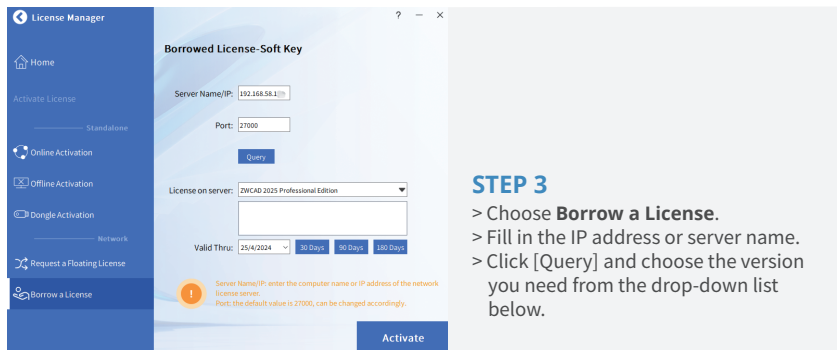 License Manager
? — ×
Home
Activate License
Standalone
Online Activation
Offline Activation
Dongle Activation
Network
Request a Floating License
Borrow a License
Borrowed License-Soft Key
Server Name/IP: 192.168.58.1
Port: 27000
Query
License on server: ZWCAD 2025 Professional Edition
Valid Thru: 25/4/2024 30 Days 90 Days 180 Days
!
Server Name/IP: enter the computer name or IP address of the network
license server.
Port: the default value is 27000, can be changed accordingly.
Activate
STEP 3
> Choose Borrow a License.
> Fill in the IP address or server name.
> Click [Query] and choose the version
you need from the drop-down list
below.